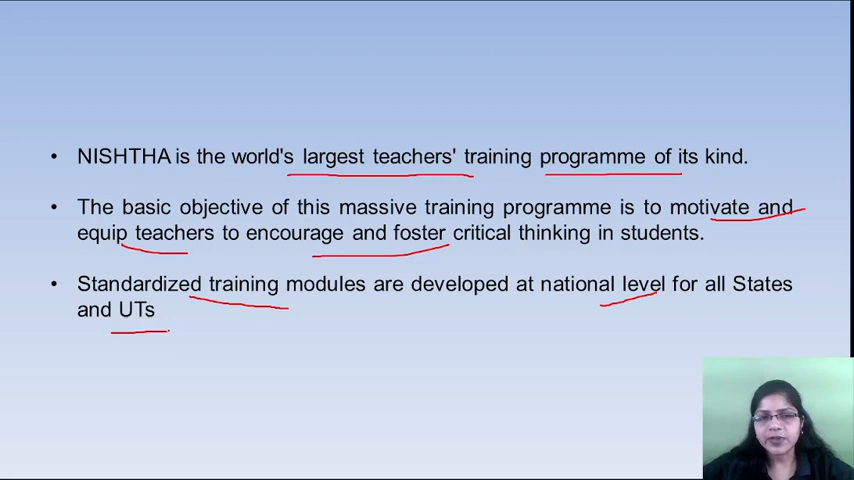 • NISHTHA is the world's largest teachers' training programme of its kind.
• The basic objective of this massive training programme is to motivate and
equip teachers to encourage and foster critical thinking in students.
• Standardized training modules are developed at national level for all States
and UTs